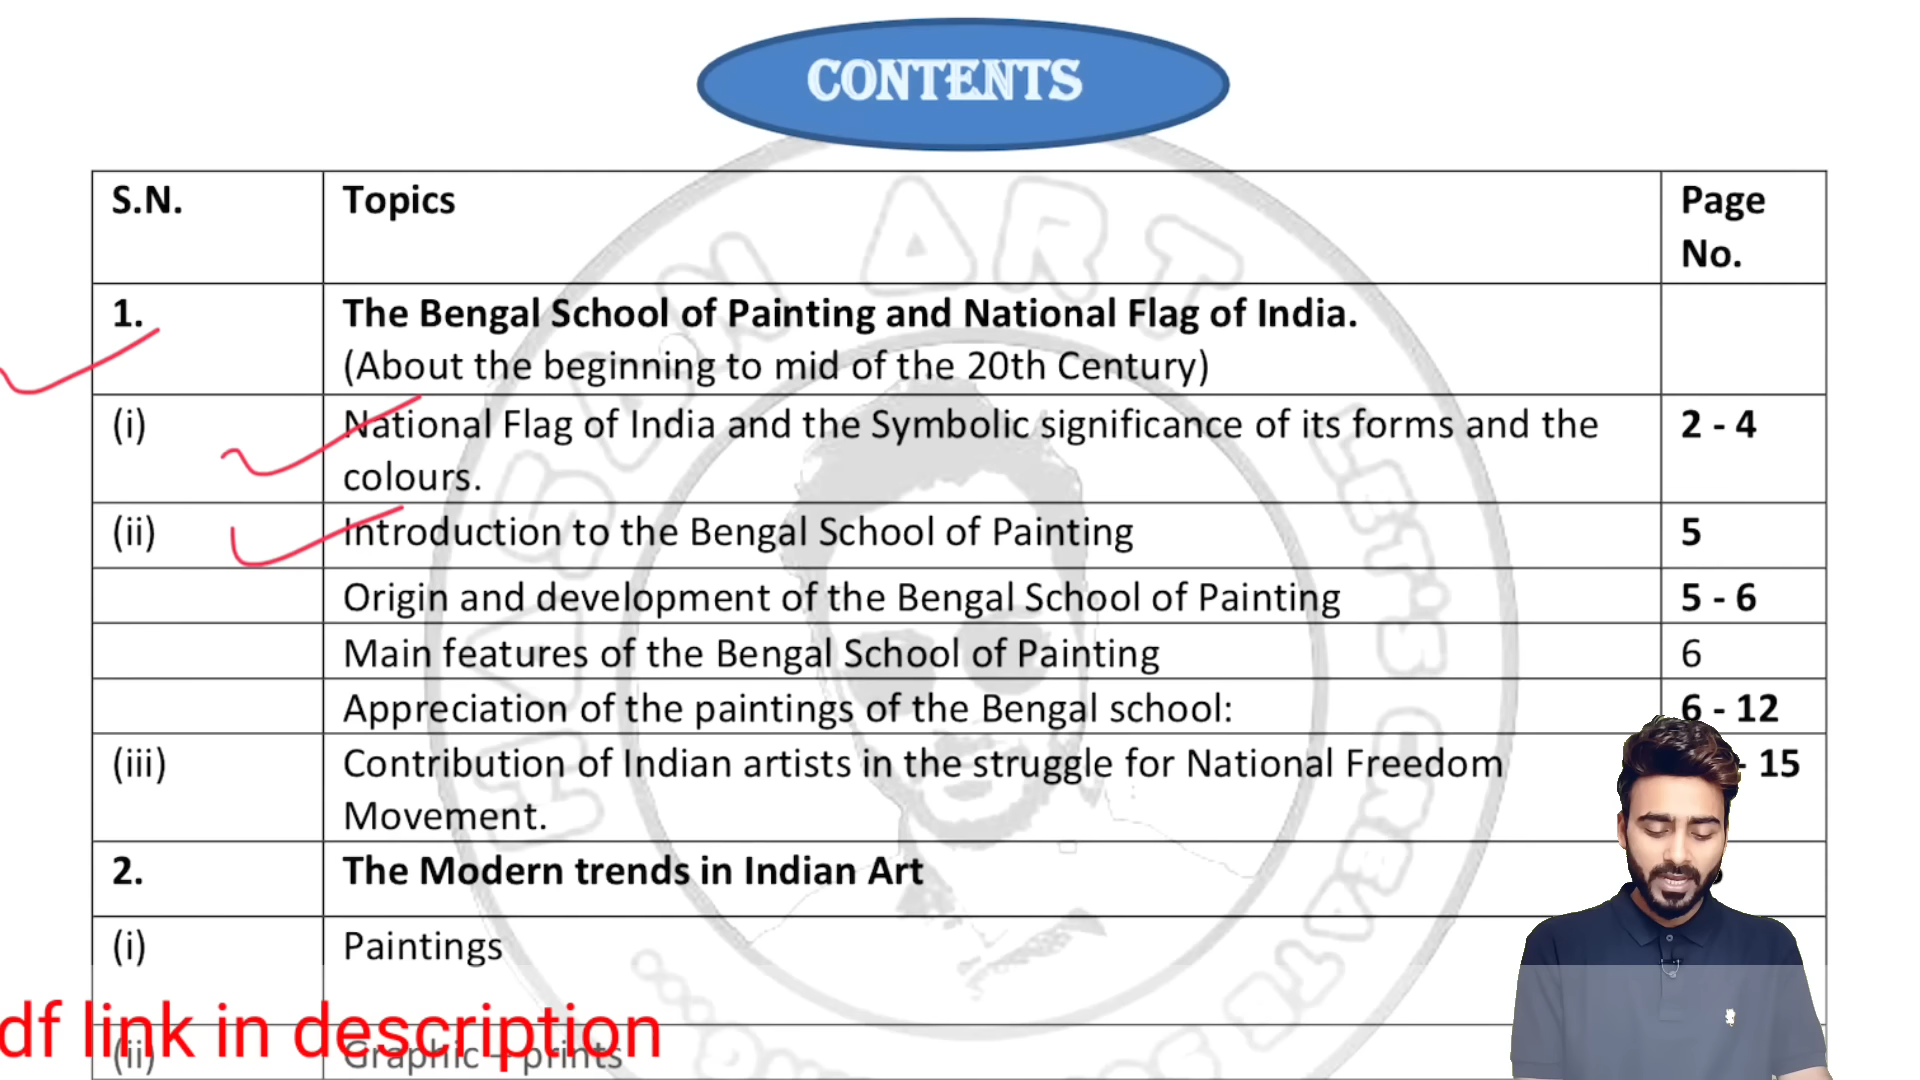 CONTENTS
S.N. Topics Page
No.
1. The Bengal School of Painting and National Flag of India.
(About the beginning to mid of the 20th Century)
(i) National Flag of India and the Symbolic significance of its forms and the 2 - 4
colours.
(ii) Introduction to the Bengal School of Painting 5
Origin and development of the Bengal School of Painting 5 - 6
Main features of the Bengal School of Painting 6
Appreciation of the paintings of the Bengal school: 6 - 12
(iii) Contribution of Indian artists in the struggle for National Freedom - 15
Movement.
2. The Modern trends in Indian Art
(i) Paintings
df link in description
(ii) Graphic – prints
HASAN ART